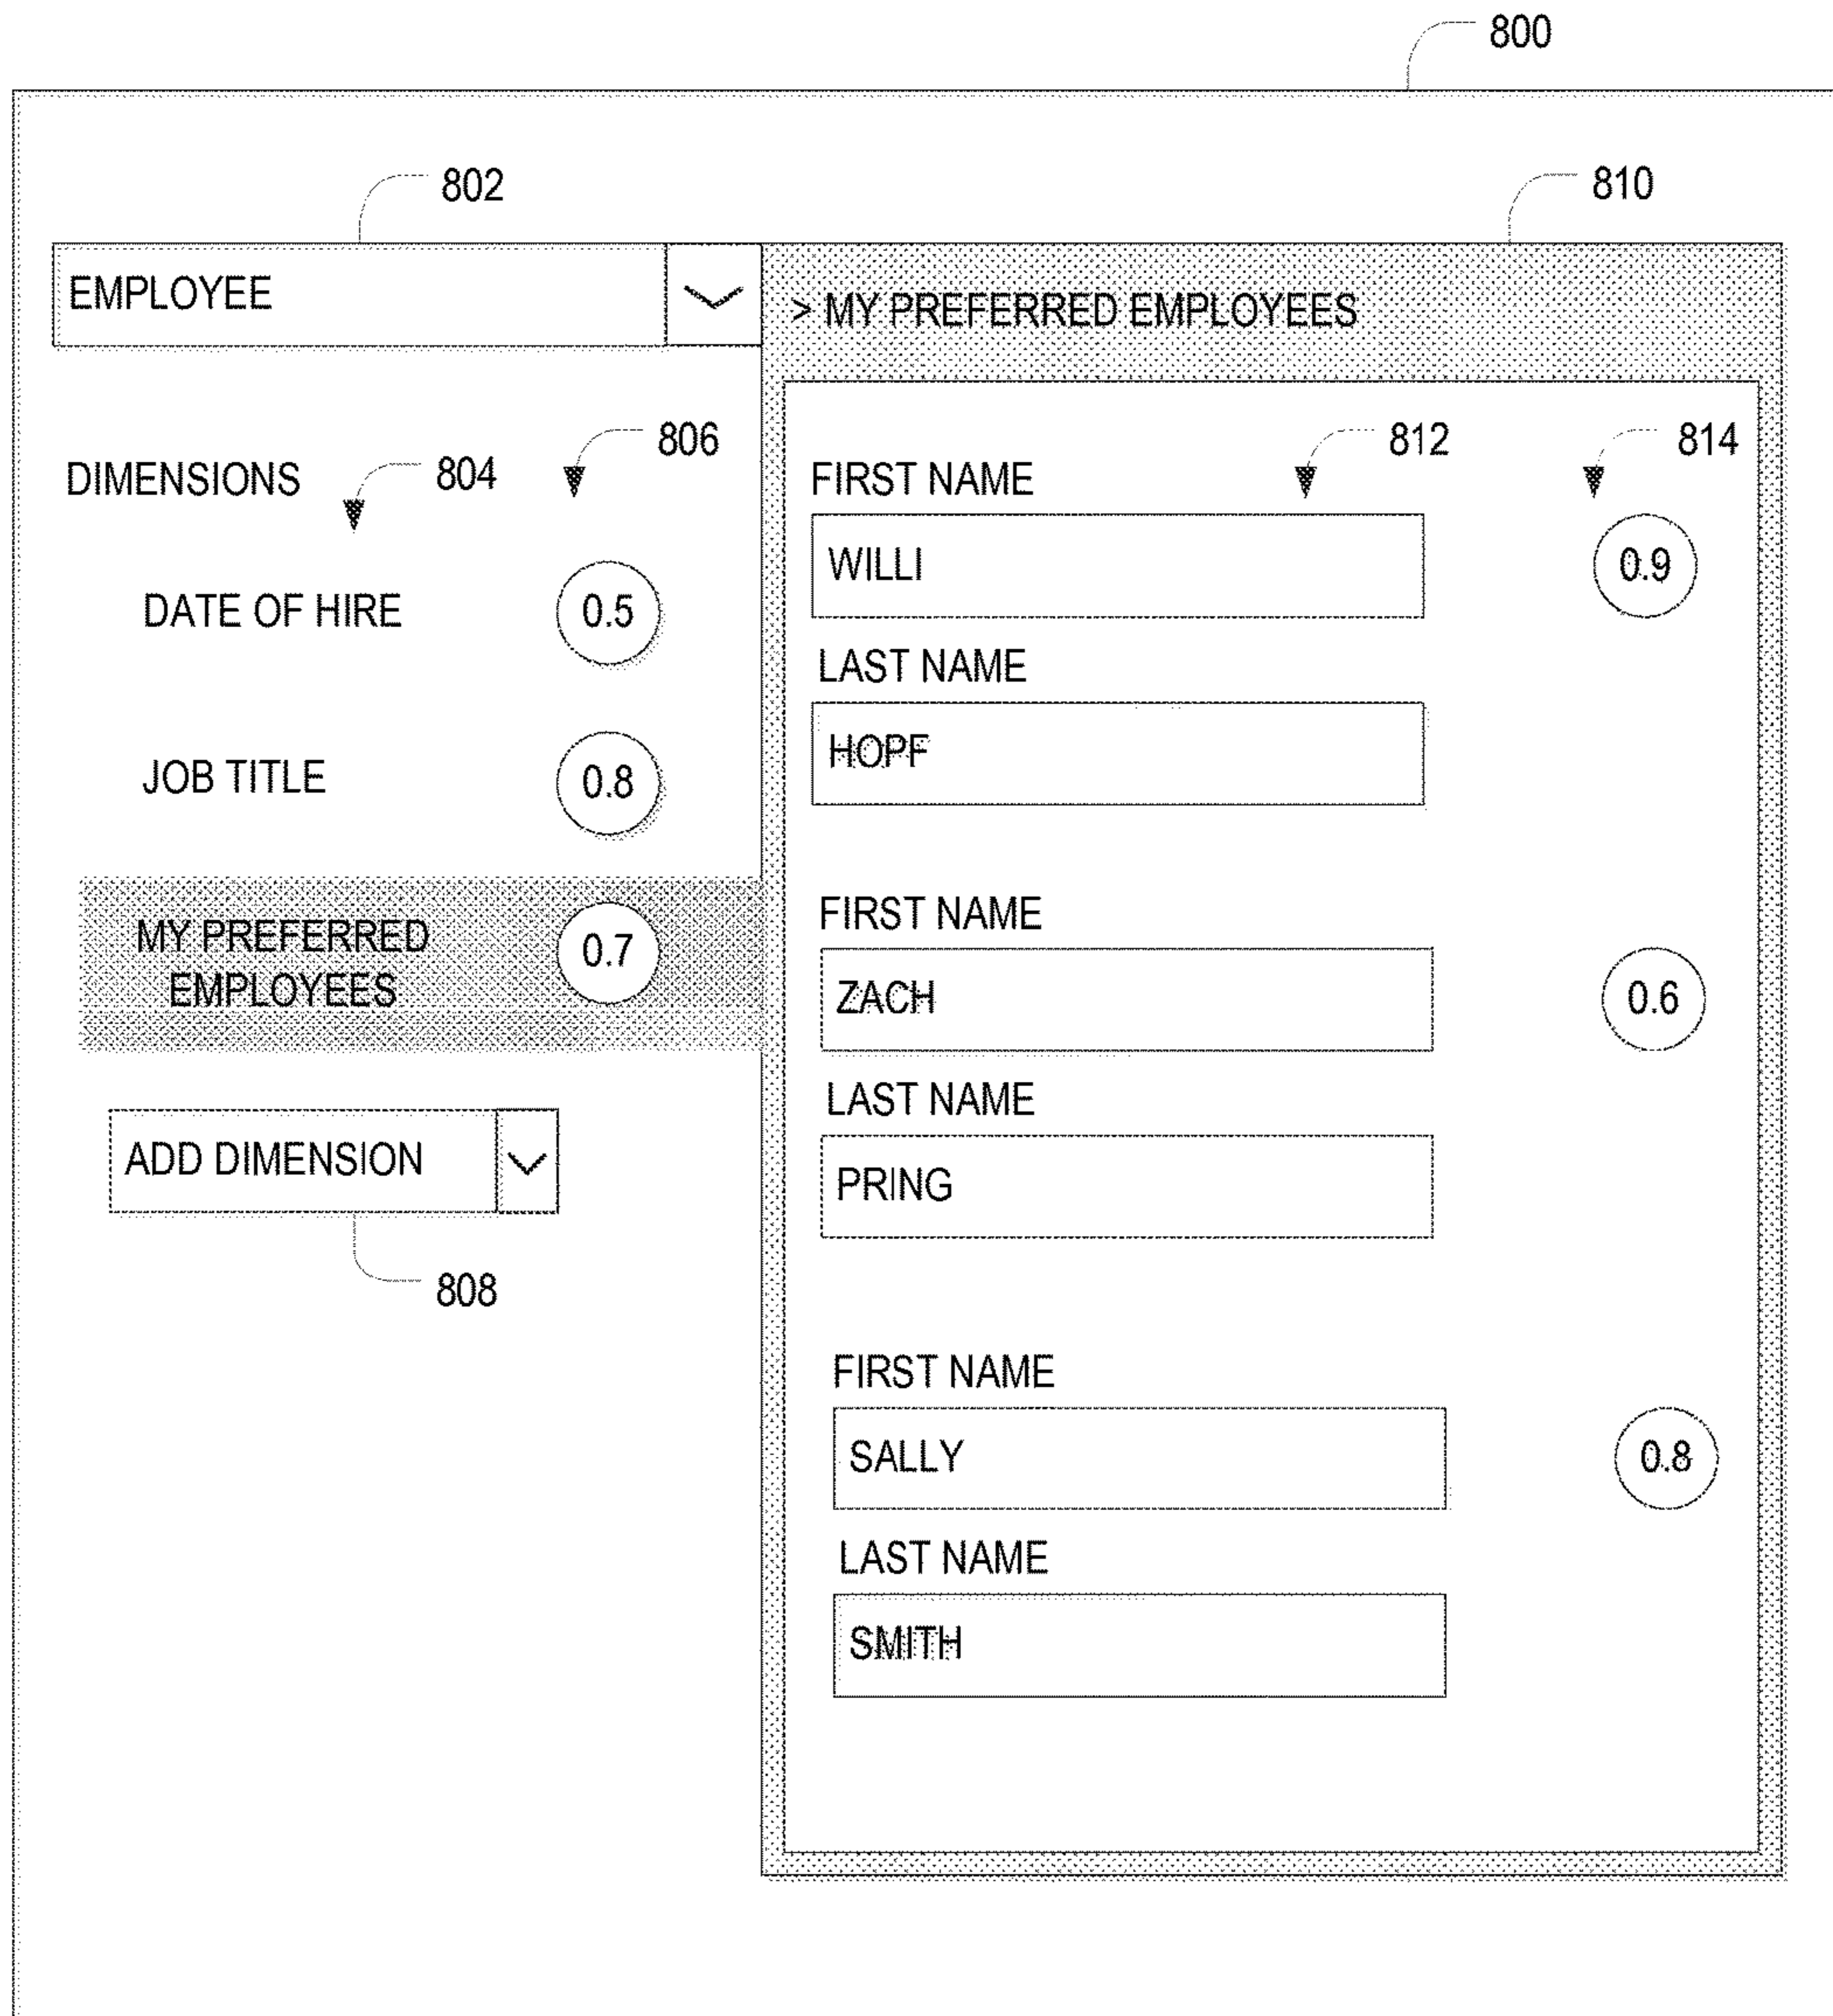 800
802
EMPLOYEE
DIMENSIONS
804
806
DATE OF HIRE 0.5
JOB TITLE 0.8
MY PREFERRED
EMPLOYEES
0.7
ADD DIMENSION
808
810
> MY PREFERRED EMPLOYEES
812
814
FIRST NAME
WILLI 0.9
LAST NAME
HOPF
FIRST NAME
ZACH 0.6
LAST NAME
PRING
FIRST NAME
SALLY 0.8
LAST NAME
SMITH